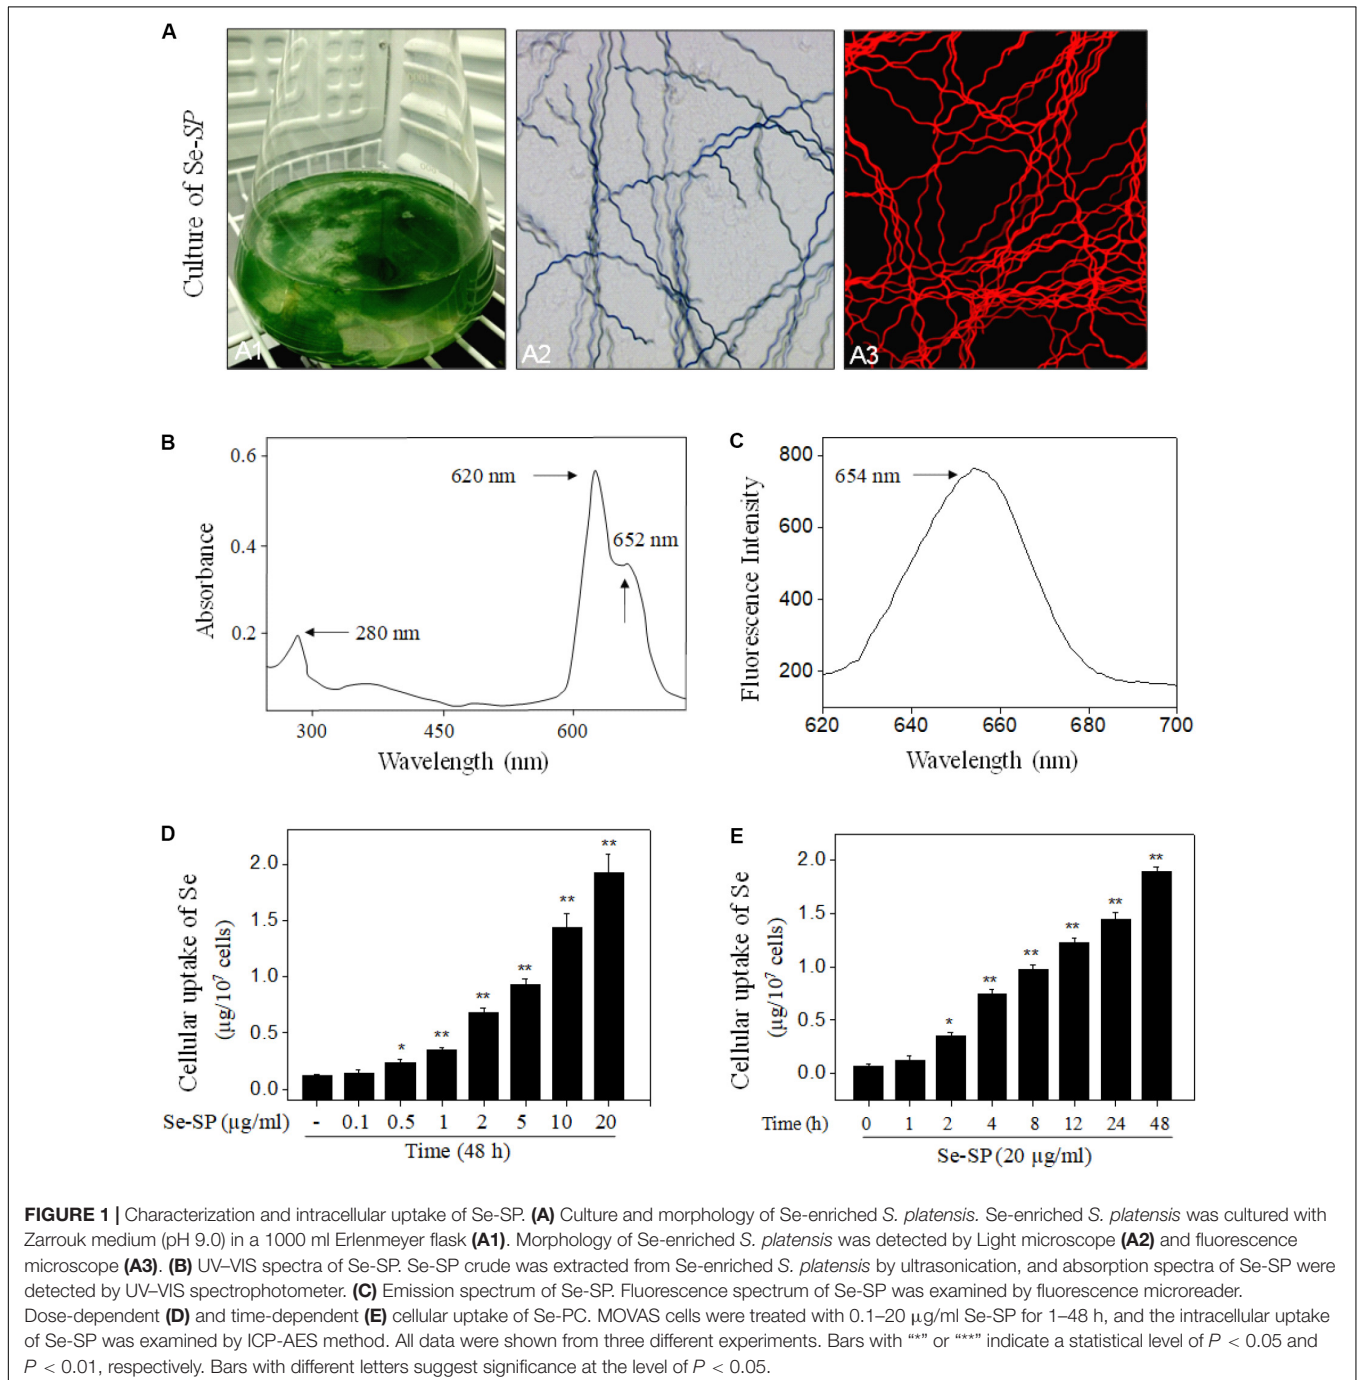 A
Culture of Se-SP
A1
A2
A3
B
Absorbance
0.6
0.4
0.2
620 nm
652 nm
280 nm
300
450
600
Wavelength (nm)
C
Fluorescence Intensity
800
600
400
200
654 nm
620
640
660
680
700
Wavelength (nm)
D
Cellular uptake of Se
(µg/10⁷ cells)
2.0
1.5
1.0
0.5
0.0
*
**
**
**
**
**
Se-SP (µg/ml) - 0.1 0.5 1 2 5 10 20
Time (48 h)
E
Cellular uptake of Se
(µg/10⁷ cells)
2.0
1.5
1.0
0.5
0.0
*
**
**
**
**
**
Time (h) 0 1 2 4 8 12 24 48
Se-SP (20 µg/ml)
FIGURE 1 | Characterization and intracellular uptake of Se-SP. (A) Culture and morphology of Se-enriched S. platensis. Se-enriched S. platensis was cultured with
Zarrouk medium (pH 9.0) in a 1000 ml Erlenmeyer flask (A1). Morphology of Se-enriched S. platensis was detected by Light microscope (A2) and fluorescence
microscope (A3). (B) UV–VIS spectra of Se-SP. Se-SP crude was extracted from Se-enriched S. platensis by ultrasonication, and absorption spectra of Se-SP were
detected by UV–VIS spectrophotometer. (C) Emission spectrum of Se-SP. Fluorescence spectrum of Se-SP was examined by fluorescence microreader.
Dose-dependent (D) and time-dependent (E) cellular uptake of Se-PC. MOVAS cells were treated with 0.1–20 µg/ml Se-SP for 1–48 h, and the intracellular uptake
of Se-SP was examined by ICP-AES method. All data were shown from three different experiments. Bars with “*” or “**” indicate a statistical level of P < 0.05 and
P < 0.01, respectively. Bars with different letters suggest significance at the level of P < 0.05.